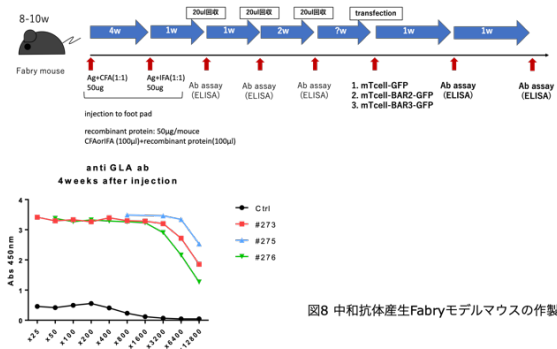 8-10w
Fabry mouse
20ul回収
20ul回収
transfection
4w
1w
1w
2w
?w
1w
1w
Ag+CFA(1:1)
50ug
Ag+IFA(1:1)
50ug
Ab assay
(ELISA)
Ab assay
(ELISA)
Ab assay
(ELISA)
1. mTcell-GFP
2. mTcell-BAR2-GFP
3. mTcell-BAR3-GFP
Ab assay
(ELISA)
Ab assay
(ELISA)
injection to foot pad
recombinant protein: 50μg/mouce
CFAorIFA (100μl)+recombinant protein(100μl)
anti GLA ab
4weeks after injection
Abs 450nm
4
3
2
1
0
x25
x50
x100
x200
x400
x800
x1600
x3200
x6400
x12800
Ctrl
#273
#275
#276
図8 中和抗体産生Fabryモデルマウスの作製